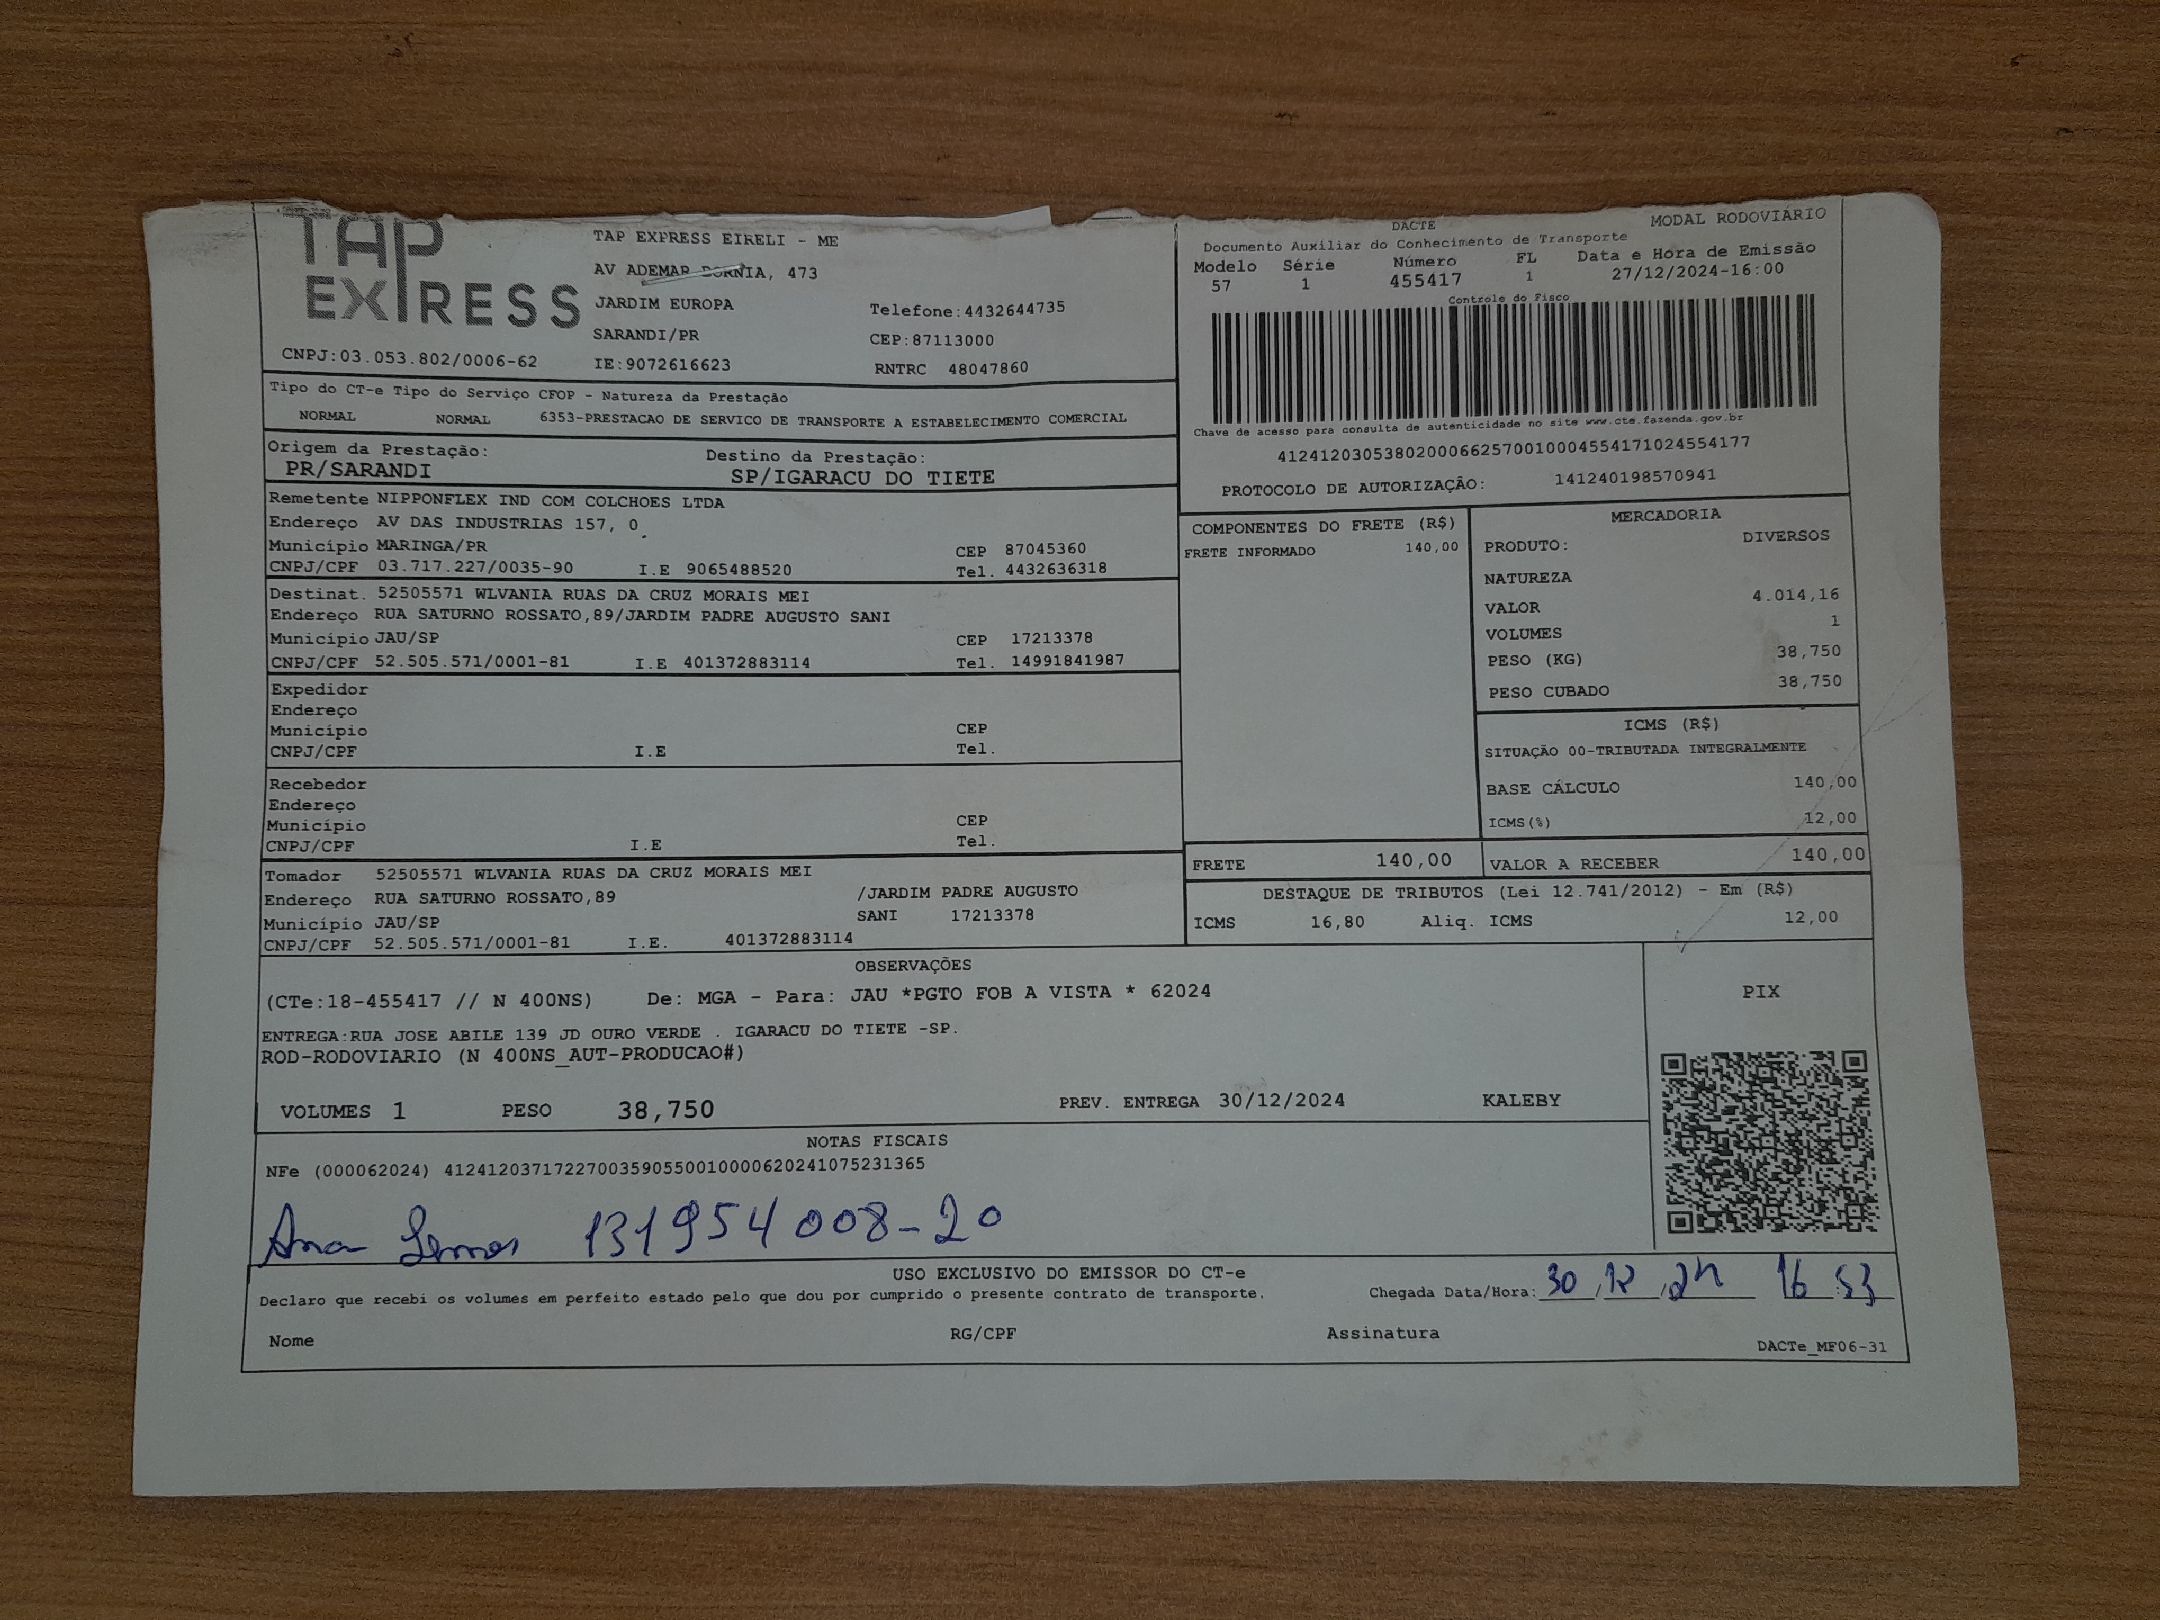 TAP
EXPRESS
TAP EXPRESS EIRELI - ME
AV ADEMAR BORNIA, 473
JARDIM EUROPA
Telefone:4432644735
SARANDI/PR
CEP:87113000
CNPJ:03.053.802/0006-62
IE:9072616623
RNTRC 48047860
DACTE
MODAL RODOVIÁRIO
Documento Auxiliar do Conhecimento de Transporte
Modelo Série Número FL Data e Hora de Emissão
57 1 455417 1 27/12/2024-16:00
Controle do Fisco
Chave de acesso para consulta de autenticidade no site www.cte.fazenda.gov.br
41241203053802000662570010004554171024554177
PROTOCOLO DE AUTORIZAÇÃO: 141240198570941
Tipo do CT-e Tipo do Serviço CFOP - Natureza da Prestação
NORMAL NORMAL 6353-PRESTACAO DE SERVICO DE TRANSPORTE A ESTABELECIMENTO COMERCIAL
Origem da Prestação: Destino da Prestação:
PR/SARANDI SP/IGARACU DO TIETE
Remetente NIPPONFLEX IND COM COLCHOES LTDA
Endereço AV DAS INDUSTRIAS 157, 0
Município MARINGA/PR CEP 87045360
CNPJ/CPF 03.717.227/0035-90 I.E 9065488520 Tel. 4432636318
Destinat. 52505571 WLVANIA RUAS DA CRUZ MORAIS MEI
Endereço RUA SATURNO ROSSATO,89/JARDIM PADRE AUGUSTO SANI
Município JAU/SP CEP 17213378
CNPJ/CPF 52.505.571/0001-81 I.E 401372883114 Tel. 14991841987
Expedidor
Endereço
Município CEP
CNPJ/CPF I.E Tel.
Recebedor
Endereço
Município CEP
CNPJ/CPF I.E Tel.
Tomador 52505571 WLVANIA RUAS DA CRUZ MORAIS MEI
Endereço RUA SATURNO ROSSATO,89 /JARDIM PADRE AUGUSTO
Município JAU/SP SANI 17213378
CNPJ/CPF 52.505.571/0001-81 I.E. 401372883114
COMPONENTES DO FRETE (R$)
FRETE INFORMADO 140,00
MERCADORIA
PRODUTO: DIVERSOS
NATUREZA
VALOR 4.014,16
VOLUMES 1
PESO (KG) 38,750
PESO CUBADO 38,750
ICMS (R$)
SITUAÇÃO 00-TRIBUTADA INTEGRALMENTE
BASE CÁLCULO 140,00
ICMS(%) 12,00
FRETE 140,00 VALOR A RECEBER 140,00
DESTAQUE DE TRIBUTOS (Lei 12.741/2012) - Em (R$)
ICMS 16,80 Aliq. ICMS 12,00
OBSERVAÇÕES
(CTe:18-455417 // N 400NS) De: MGA - Para: JAU *PGTO FOB A VISTA * 62024
ENTREGA:RUA JOSE ABILE 139 JD OURO VERDE . IGARACU DO TIETE -SP.
ROD-RODOVIARIO (N 400NS_AUT-PRODUCAO#)
VOLUMES 1 PESO 38,750 PREV. ENTREGA 30/12/2024 KALEBY
PIX
NOTAS FISCAIS
NFe (000062024) 41241203717227003590550010000620241075231365
Ana Lemos 131954008-20
USO EXCLUSIVO DO EMISSOR DO CT-e
Declaro que recebi os volumes em perfeito estado pelo que dou por cumprido o presente contrato de transporte.
Chegada Data/Hora: 30 12 24 16 53
Nome RG/CPF Assinatura
DACTe_MF06-31